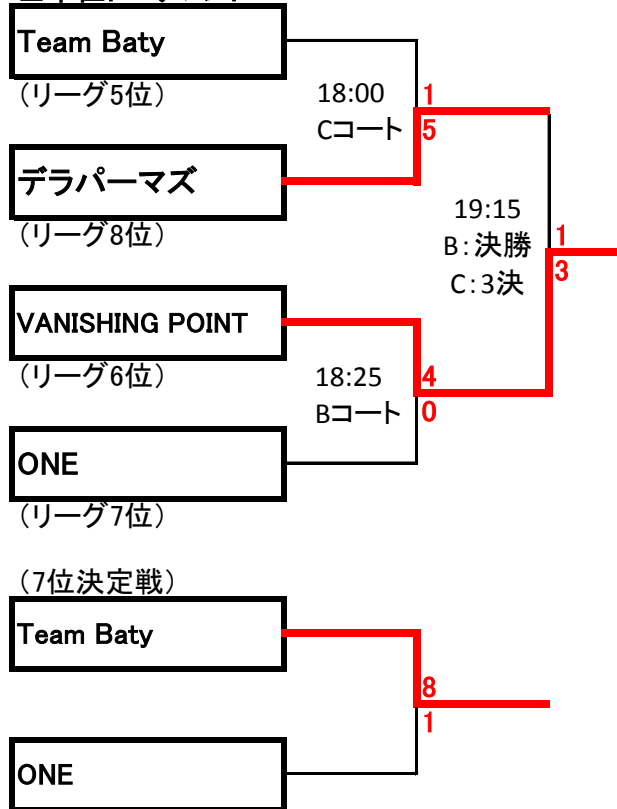 Team Baty
(リーグ5位)
18:00
Cコート
1
5
デラパーマズ
(リーグ8位)
19:15
B:決勝
C:3決
1
3
VANISHING POINT
(リーグ6位)
18:25
Bコート
4
0
ONE
(リーグ7位)
(7位決定戦)
Team Baty
8
1
ONE